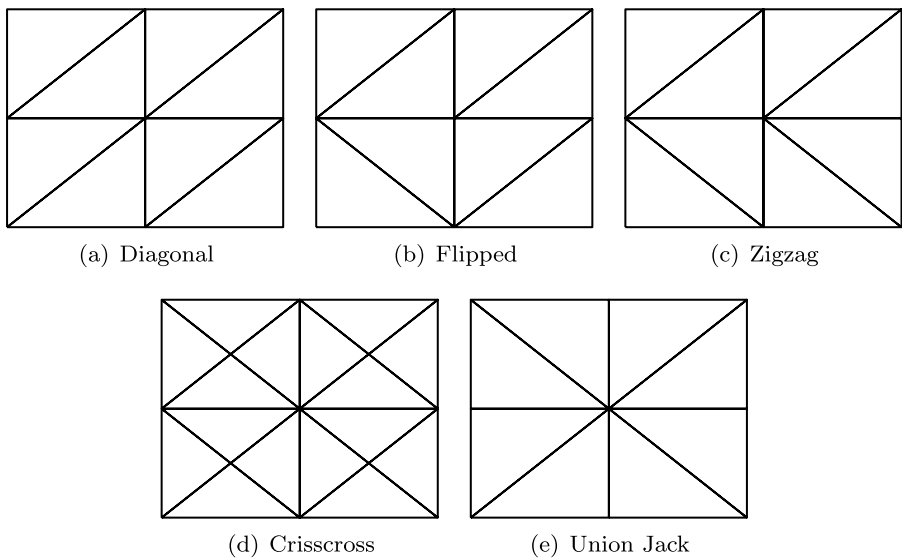 (a) Diagonal
(b) Flipped
(c) Zigzag
(d) Crisscross
(e) Union Jack